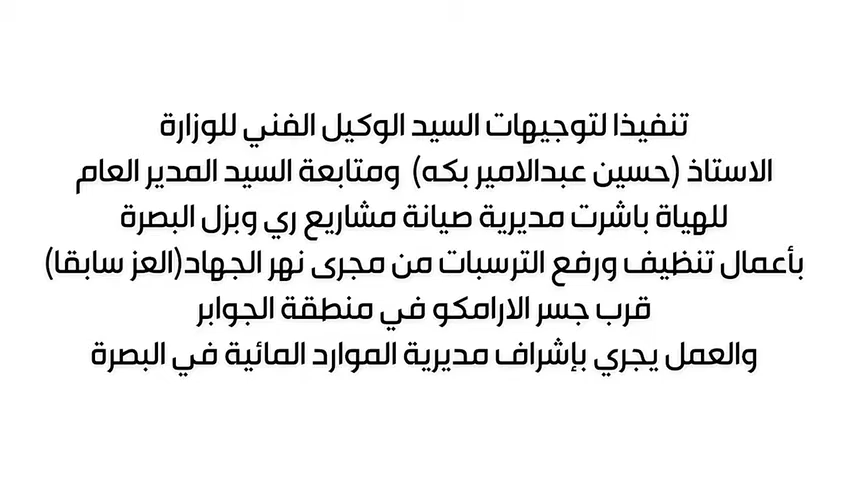 تنفيذا لتوجيهات السيد الوكيل الفني للوزارة
الاستاذ (حسين عبدالامير بكه) ومتابعة السيد المدير العام
للهياة باشرت مديرية صيانة مشاريع ري وبزل البصرة
بأعمال تنظيف ورفع الترسبات من مجرى نهر الجهاد(العز سابقا)
قرب جسر الارامكو في منطقة الجوابر
والعمل يجري بإشراف مديرية الموارد المائية في البصرة